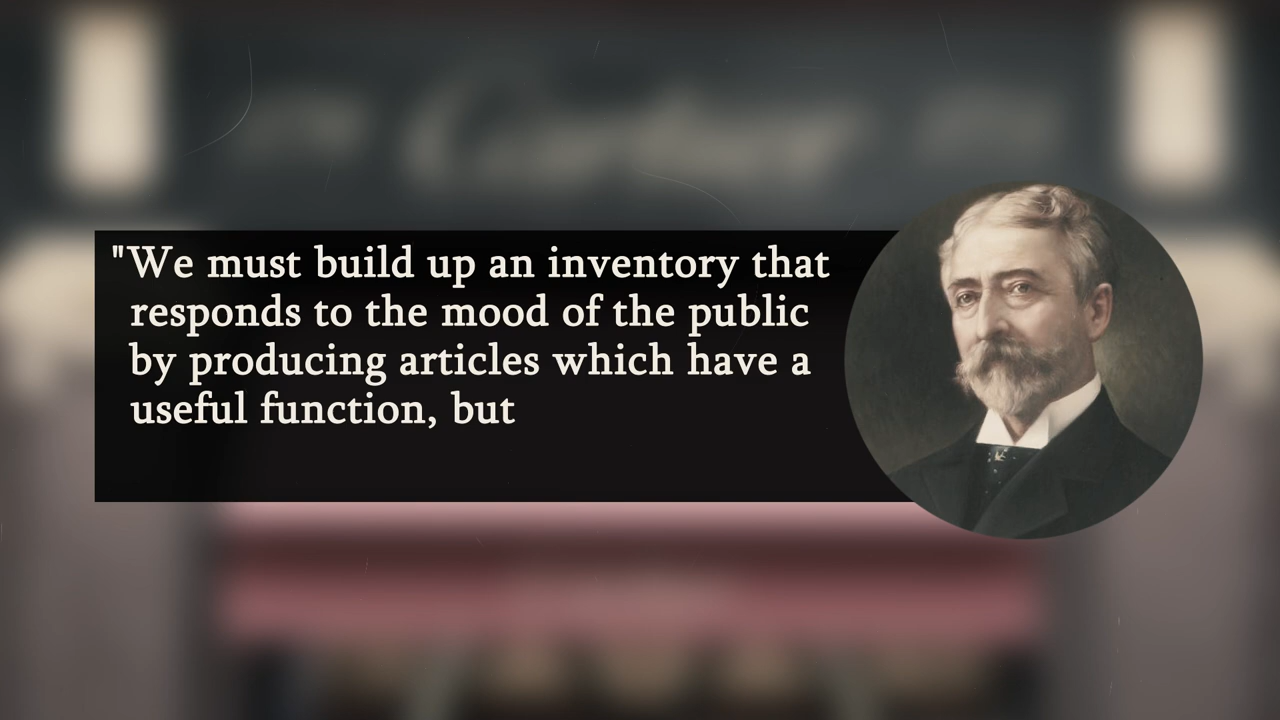 Cartier
"We must build up an inventory that
responds to the mood of the public
by producing articles which have a
useful function, but